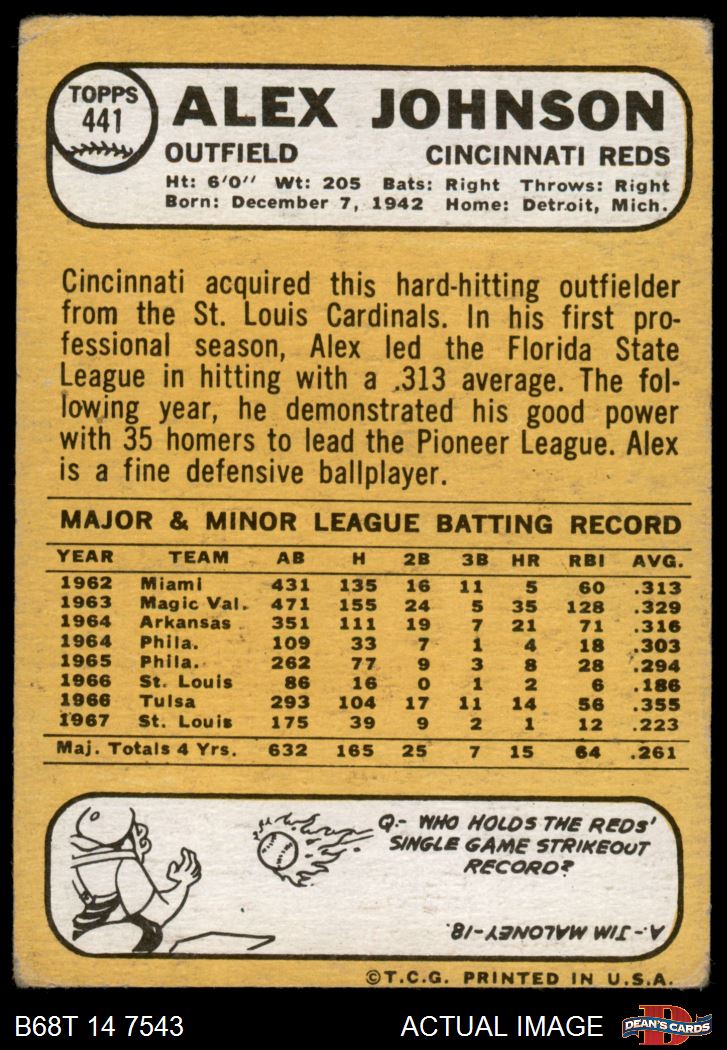 TOPPS
441
ALEX JOHNSON
OUTFIELD CINCINNATI REDS
Ht: 6'0" Wt: 205 Bats: Right Throws: Right
Born: December 7, 1942 Home: Detroit, Mich.
Cincinnati acquired this hard-hitting outfielder
from the St. Louis Cardinals. In his first pro-
fessional season, Alex led the Florida State
League in hitting with a .313 average. The fol-
lowing year, he demonstrated his good power
with 35 homers to lead the Pioneer League. Alex
is a fine defensive ballplayer.
MAJOR & MINOR LEAGUE BATTING RECORD
YEAR TEAM AB H 2B 3B HR RBI AVG.
1962 Miami 431 135 16 11 5 60 .313
1963 Magic Val. 471 155 24 5 35 128 .329
1964 Arkansas 351 111 19 7 21 71 .316
1964 Phila. 109 33 7 1 4 18 .303
1965 Phila. 262 77 9 3 8 28 .294
1966 St. Louis 86 16 0 1 2 6 .186
1966 Tulsa 293 104 17 11 14 56 .355
1967 St. Louis 175 39 9 2 1 12 .223
Maj. Totals 4 Yrs. 632 165 25 7 15 64 .261
Q.- WHO HOLDS THE REDS'
SINGLE GAME STRIKEOUT
RECORD?
A.- JIM MALONEY-18.
©T.C.G. PRINTED IN U.S.A.
B68T 14 7543 ACTUAL IMAGE
D
DEAN'S CARDS